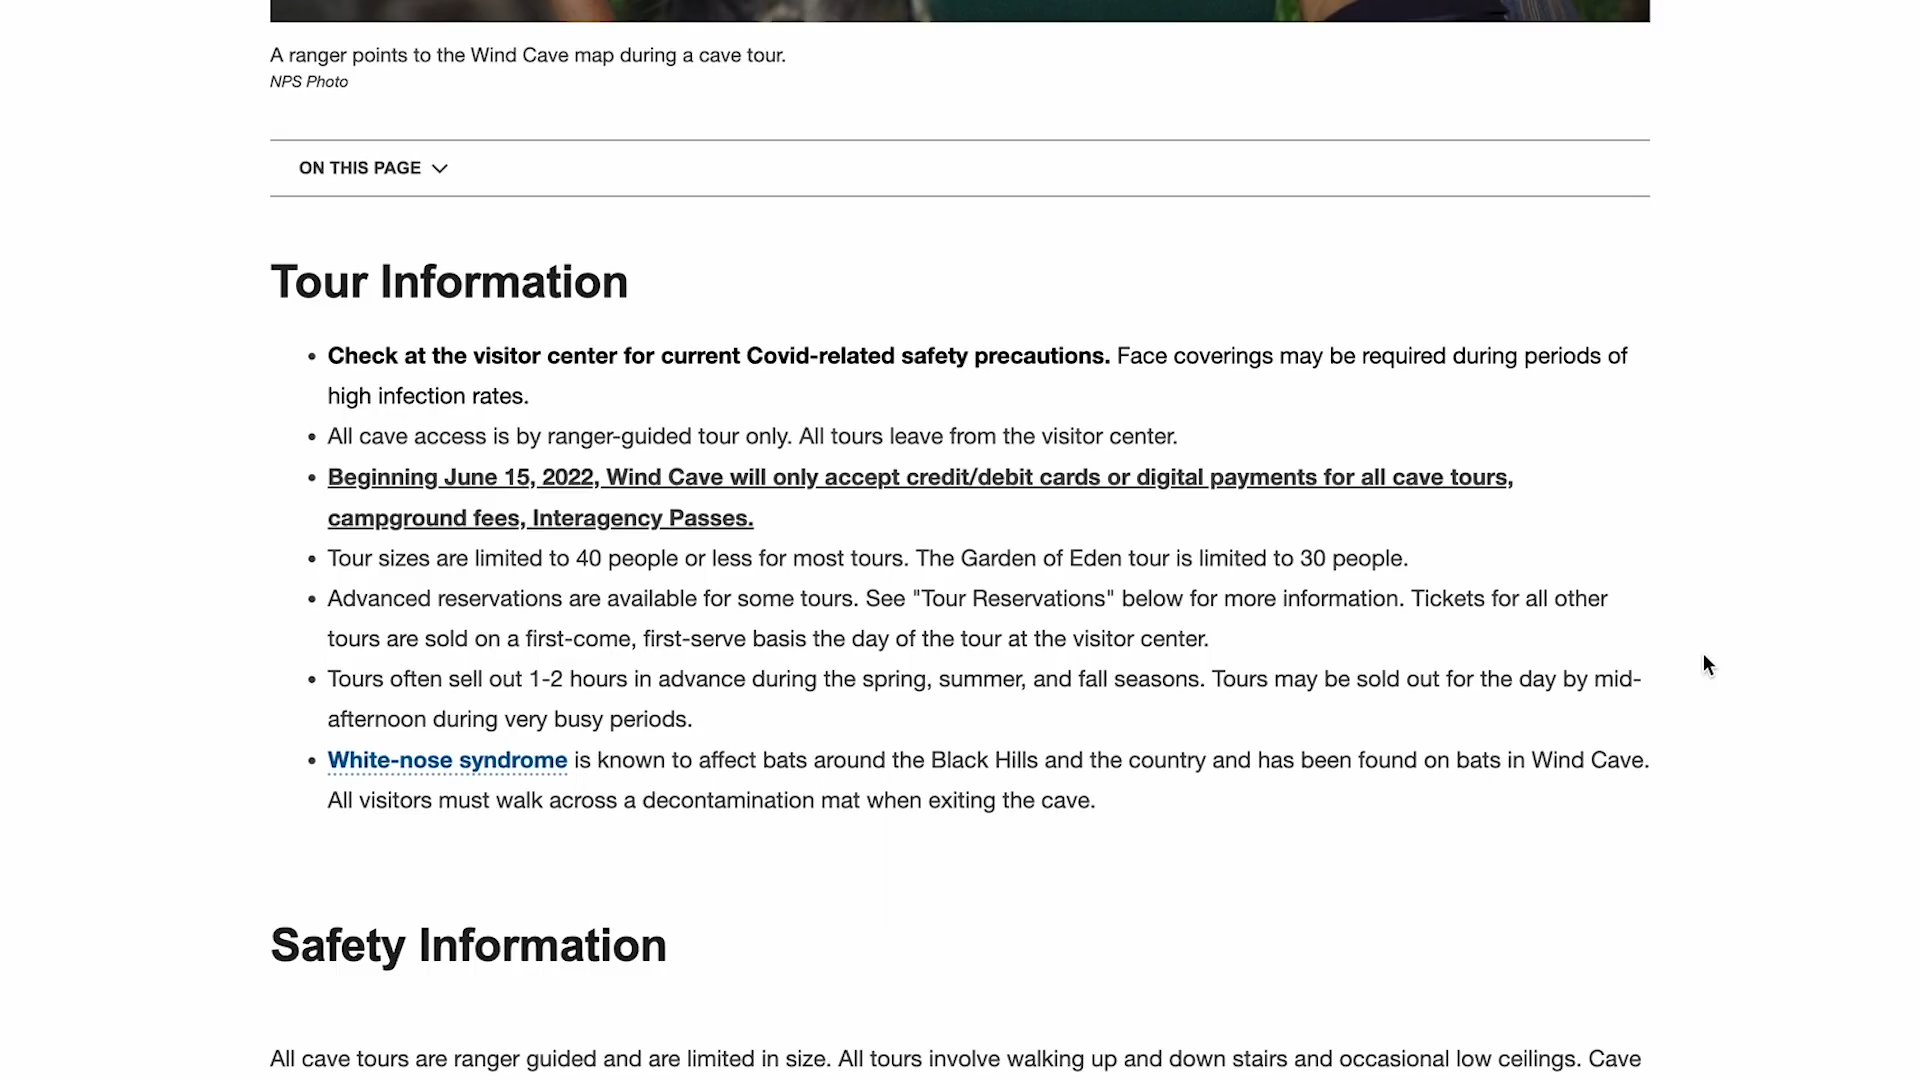 A ranger points to the Wind Cave map during a cave tour.
NPS Photo
ON THIS PAGE
Tour Information
Check at the visitor center for current Covid-related safety precautions. Face coverings may be required during periods of
high infection rates.
All cave access is by ranger-guided tour only. All tours leave from the visitor center.
Beginning June 15, 2022, Wind Cave will only accept credit/debit cards or digital payments for all cave tours,
campground fees, Interagency Passes.
Tour sizes are limited to 40 people or less for most tours. The Garden of Eden tour is limited to 30 people.
Advanced reservations are available for some tours. See "Tour Reservations" below for more information. Tickets for all other
tours are sold on a first-come, first-serve basis the day of the tour at the visitor center.
Tours often sell out 1-2 hours in advance during the spring, summer, and fall seasons. Tours may be sold out for the day by mid-
afternoon during very busy periods.
White-nose syndrome is known to affect bats around the Black Hills and the country and has been found on bats in Wind Cave.
All visitors must walk across a decontamination mat when exiting the cave.
Safety Information
All cave tours are ranger guided and are limited in size. All tours involve walking up and down stairs and occasional low ceilings. Cave